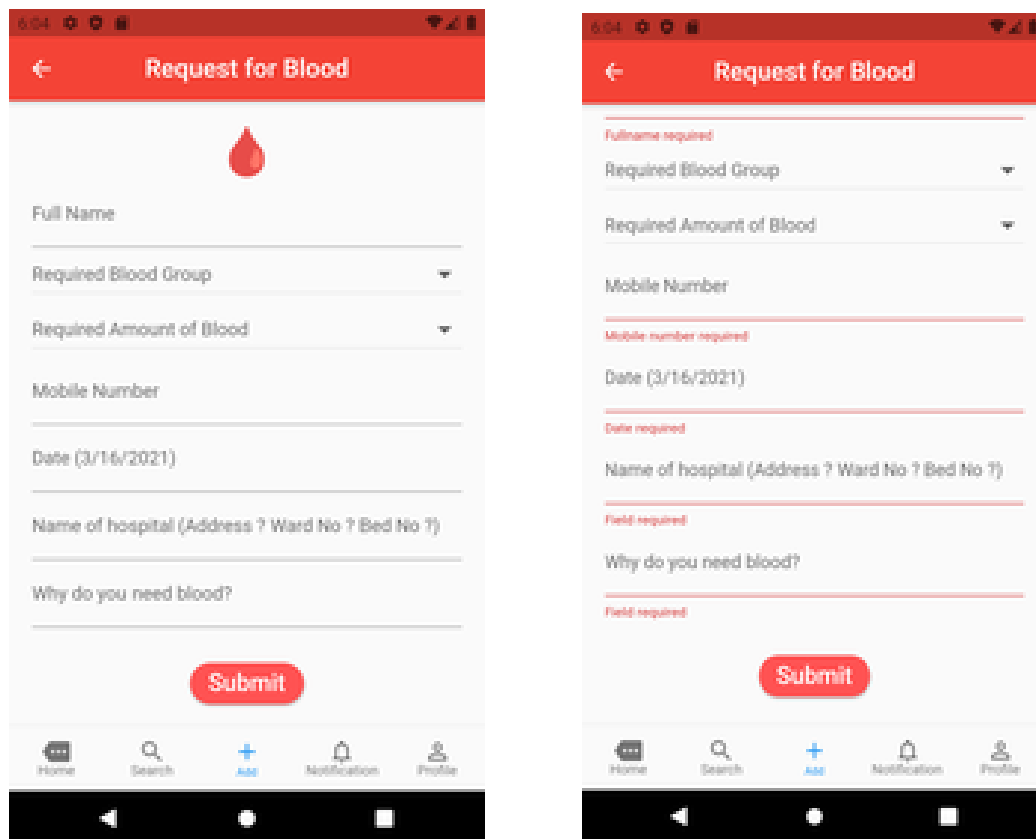 6:04
Request for Blood
Full Name
Required Blood Group
Required Amount of Blood
Mobile Number
Date (3/16/2021)
Name of hospital (Address ? Ward No ? Bed No ?)
Why do you need blood?
Submit
Home Search Add Notification Profile
6:04
Request for Blood
Fullname required
Required Blood Group
Required Amount of Blood
Mobile Number
Mobile number required
Date (3/16/2021)
Date required
Name of hospital (Address ? Ward No ? Bed No ?)
Field required
Why do you need blood?
Field required
Submit
Home Search Add Notification Profile